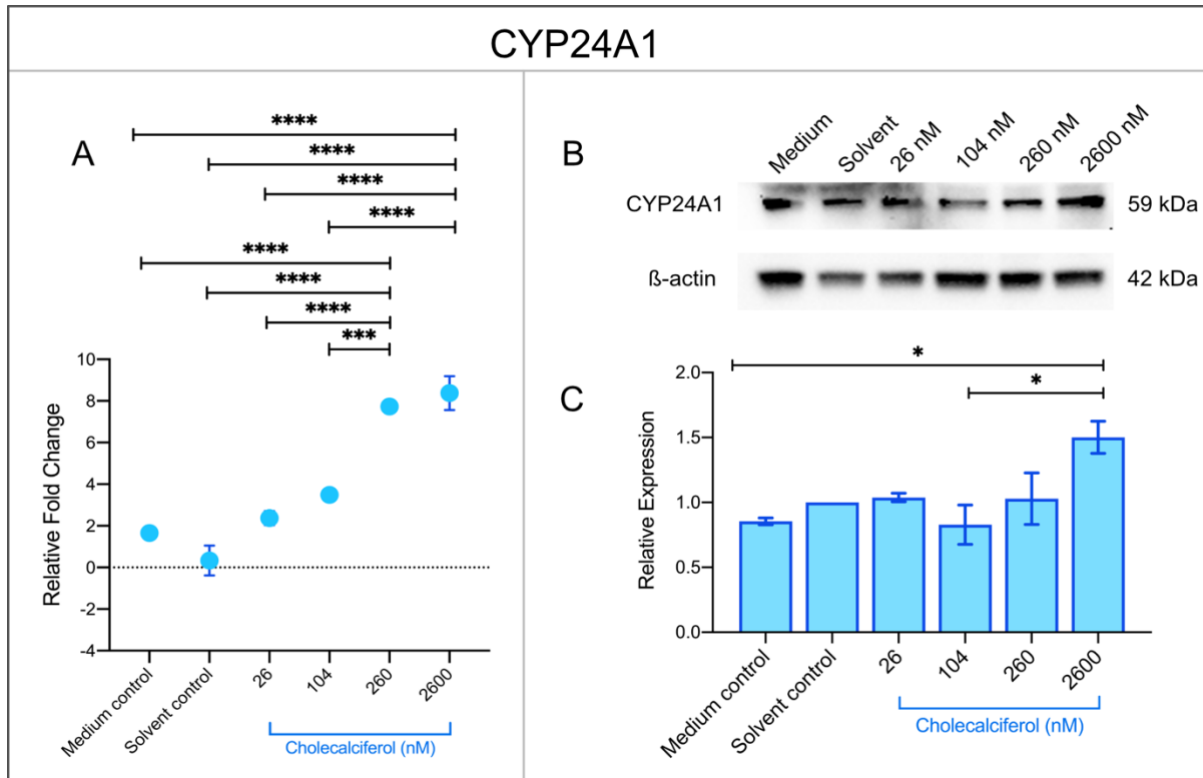 CYP24A1
A
****
****
****
****
****
****
****
***
Relative Fold Change
10
8
6
4
2
0
-2
-4
Medium control
Solvent control
26
104
260
2600
Cholecalciferol (nM)
B
Medium
Solvent
26 nM
104 nM
260 nM
2600 nM
CYP24A1
59 kDa
ß-actin
42 kDa
C
*
*
Relative Expression
2.0
1.5
1.0
0.5
0.0
Medium control
Solvent control
26
104
260
2600
Cholecalciferol (nM)